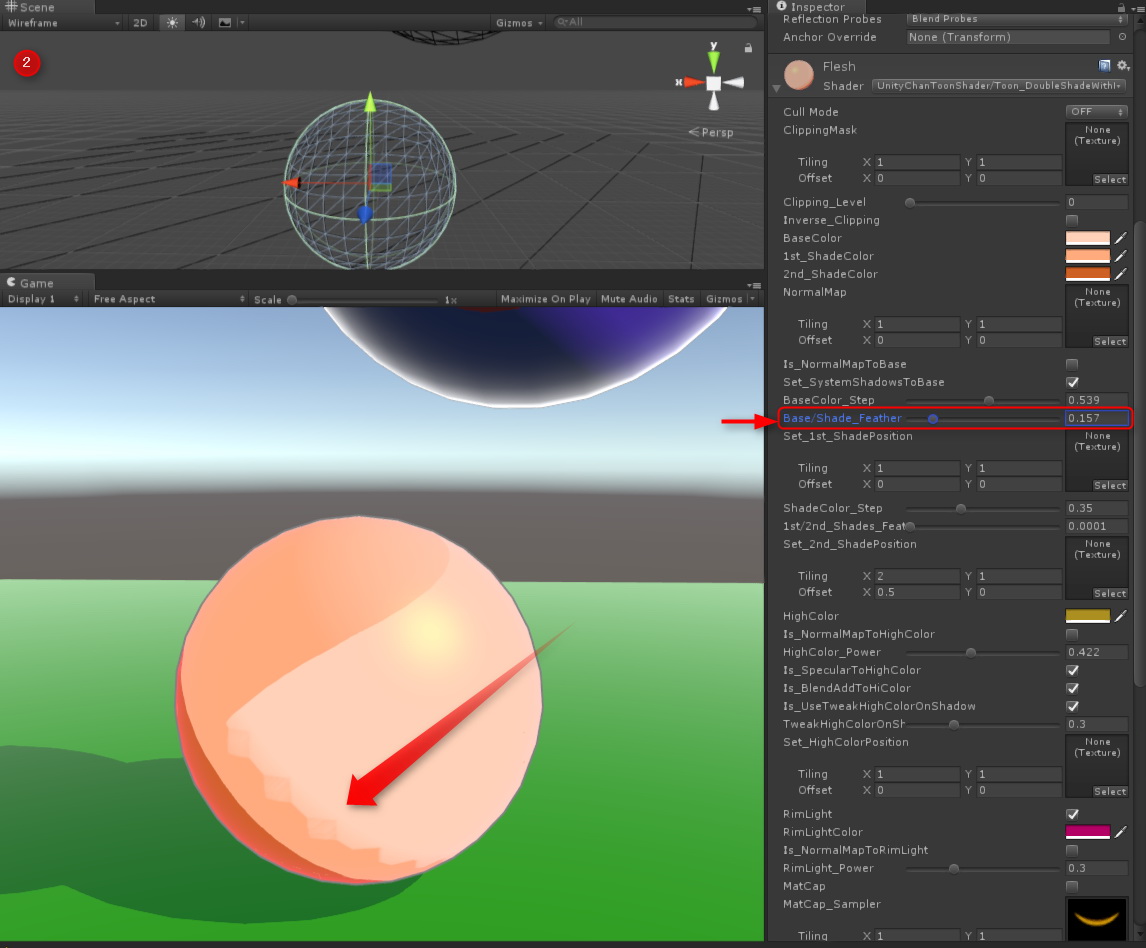 Scene
Wireframe 2D Gizmos All
2
y
x
Persp
Game
Display 1 Free Aspect Scale 1x Maximize On Play Mute Audio Stats Gizmos
Inspector
Reflection Probes Blend Probes
Anchor Override None (Transform)
Flesh
Shader UnityChanToonShader/Toon_DoubleShadeWithI
Cull Mode OFF
ClippingMask None
(Texture)
Tiling X 1 Y 1
Offset X 0 Y 0 Select
Clipping_Level 0
Inverse_Clipping
BaseColor
1st_ShadeColor
2nd_ShadeColor
NormalMap None
(Texture)
Tiling X 1 Y 1
Offset X 0 Y 0 Select
Is_NormalMapToBase
Set_SystemShadowsToBase
BaseColor_Step 0.539
Base/Shade_Feather 0.157
Set_1st_ShadePosition None
(Texture)
Tiling X 1 Y 1
Offset X 0 Y 0 Select
ShadeColor_Step 0.35
1st/2nd_Shades_Feat 0.0001
Set_2nd_ShadePosition None
(Texture)
Tiling X 2 Y 1
Offset X 0.5 Y 0 Select
HighColor
Is_NormalMapToHighColor
HighColor_Power 0.422
Is_SpecularToHighColor
Is_BlendAddToHiColor
Is_UseTweakHighColorOnShadow
TweakHighColorOnSh 0.3
Set_HighColorPosition None
(Texture)
Tiling X 1 Y 1
Offset X 0 Y 0 Select
RimLight
RimLightColor
Is_NormalMapToRimLight
RimLight_Power 0.3
MatCap
MatCap_Sampler
Tiling X 1 Y 1